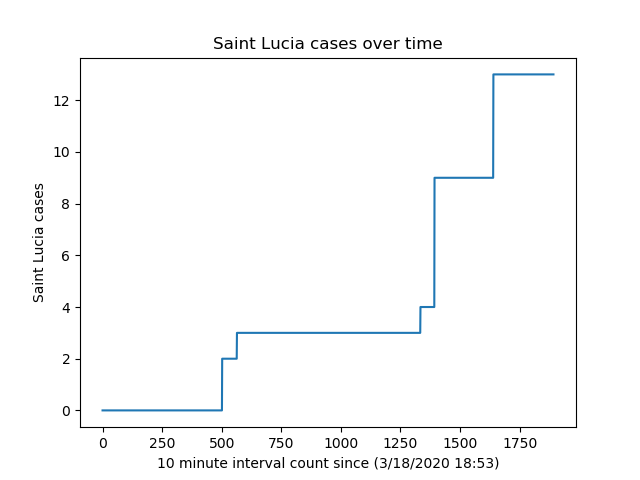 Saint Lucia cases over time
12
10
8
6
4
2
0
Saint Lucia cases
0 250 500 750 1000 1250 1500 1750
10 minute interval count since (3/18/2020 18:53)